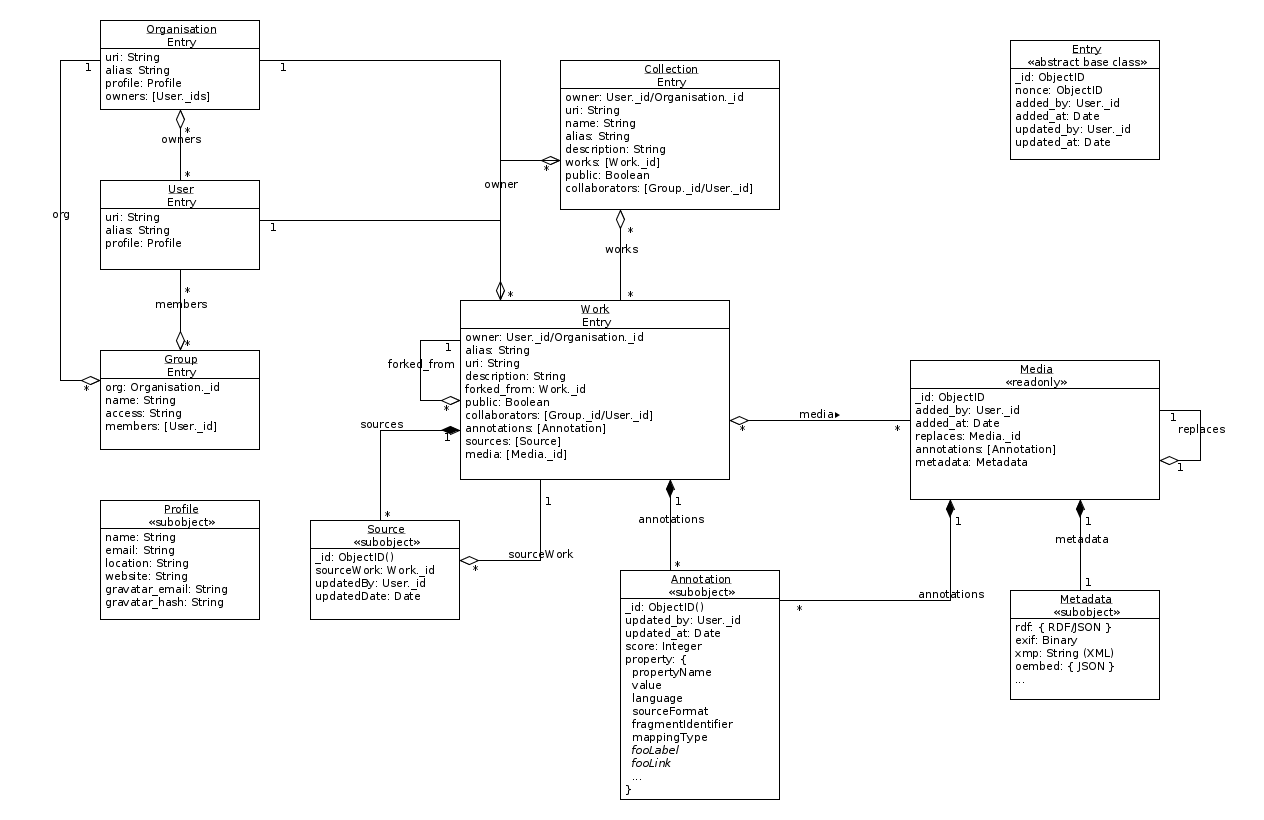 Organisation
Entry
uri: String
alias: String
profile: Profile
owners: [User._ids]
1
1
*
owners
*
User
Entry
uri: String
alias: String
profile: Profile
1
org
*
members
*
Group
Entry
org: Organisation._id
name: String
access: String
members: [User._id]
*
Profile
«subobject»
name: String
email: String
location: String
website: String
gravatar_email: String
gravatar_hash: String
Collection
Entry
owner: User._id/Organisation._id
uri: String
name: String
alias: String
description: String
works: [Work._id]
public: Boolean
collaborators: [Group._id/User._id]
*
owner
*
*
works
*
Entry
«abstract base class»
_id: ObjectID
nonce: ObjectID
added_by: User._id
added_at: Date
updated_by: User._id
updated_at: Date
Work
Entry
owner: User._id/Organisation._id
alias: String
uri: String
description: String
forked_from: Work._id
public: Boolean
collaborators: [Group._id/User._id]
annotations: [Annotation]
sources: [Source]
media: [Media._id]
1
forked_from
*
sources
1
*
1
sourceWork
*
Source
«subobject»
_id: ObjectID()
sourceWork: Work._id
updatedBy: User._id
updatedDate: Date
1
annotations
*
Annotation
«subobject»
_id: ObjectID()
updated_by: User._id
updated_at: Date
score: Integer
property: {
propertyName
value
language
sourceFormat
fragmentIdentifier
mappingType
fooLabel
fooLink
...
}
media▸
*
*
Media
«readonly»
_id: ObjectID
added_by: User._id
added_at: Date
replaces: Media._id
annotations: [Annotation]
metadata: Metadata
1
replaces
1
1
annotations
*
1
metadata
1
Metadata
«subobject»
rdf: { RDF/JSON }
exif: Binary
xmp: String (XML)
oembed: { JSON }
...